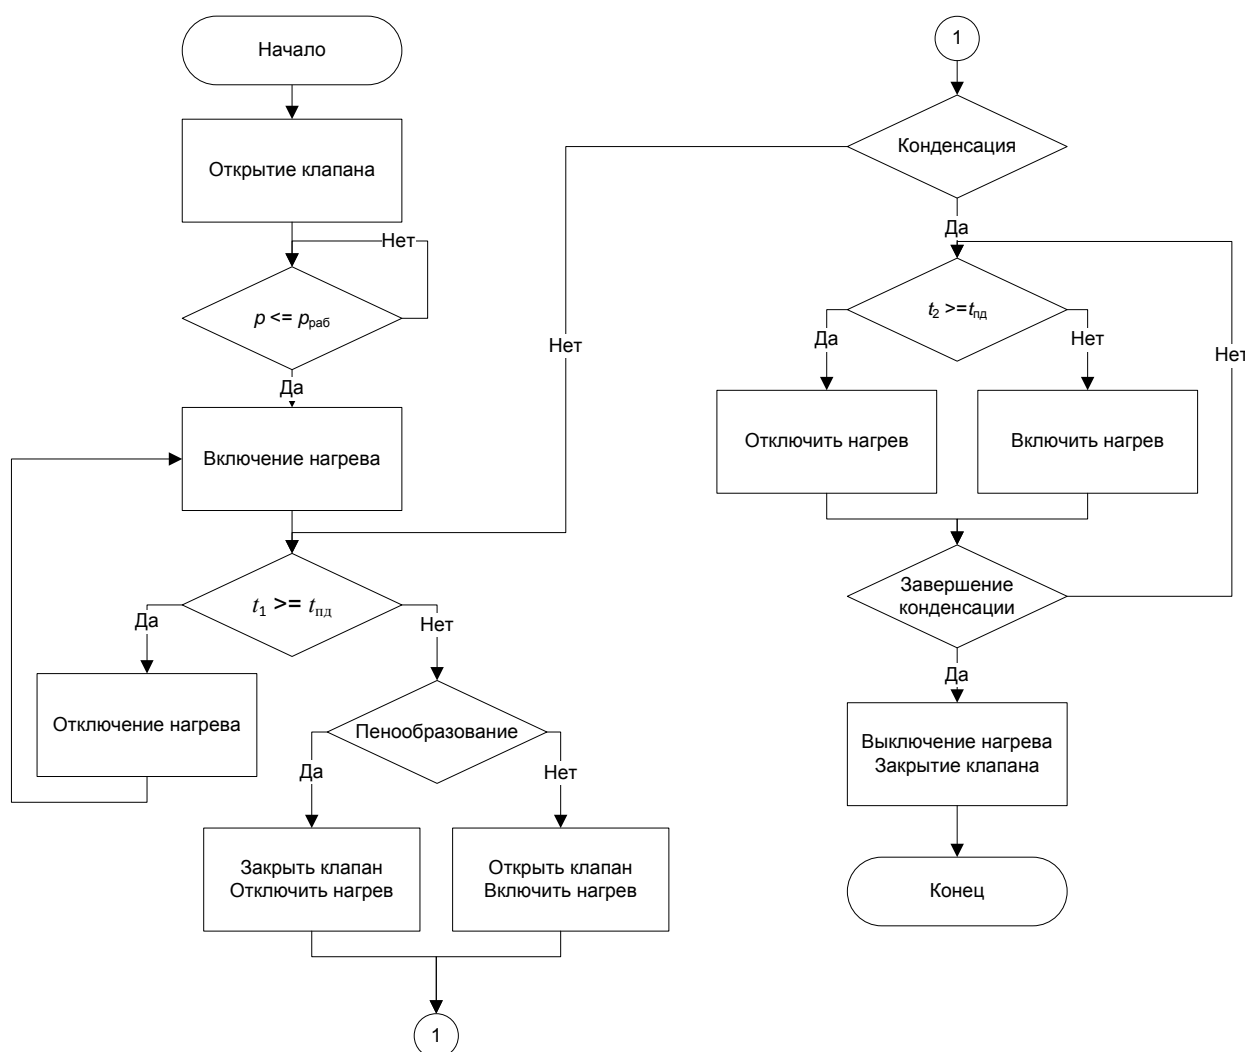 Начало
Открытие клапана
Нет
p <= pраб
Да
Включение нагрева
t1 >= tпд
Да
Нет
Отключение нагрева
Пенообразование
Да
Нет
Закрыть клапан
Отключить нагрев
Открыть клапан
Включить нагрев
1
1
Конденсация
Нет
Да
t2 >=tпд
Да
Нет
Нет
Отключить нагрев
Включить нагрев
Завершение
конденсации
Да
Выключение нагрева
Закрытие клапана
Конец